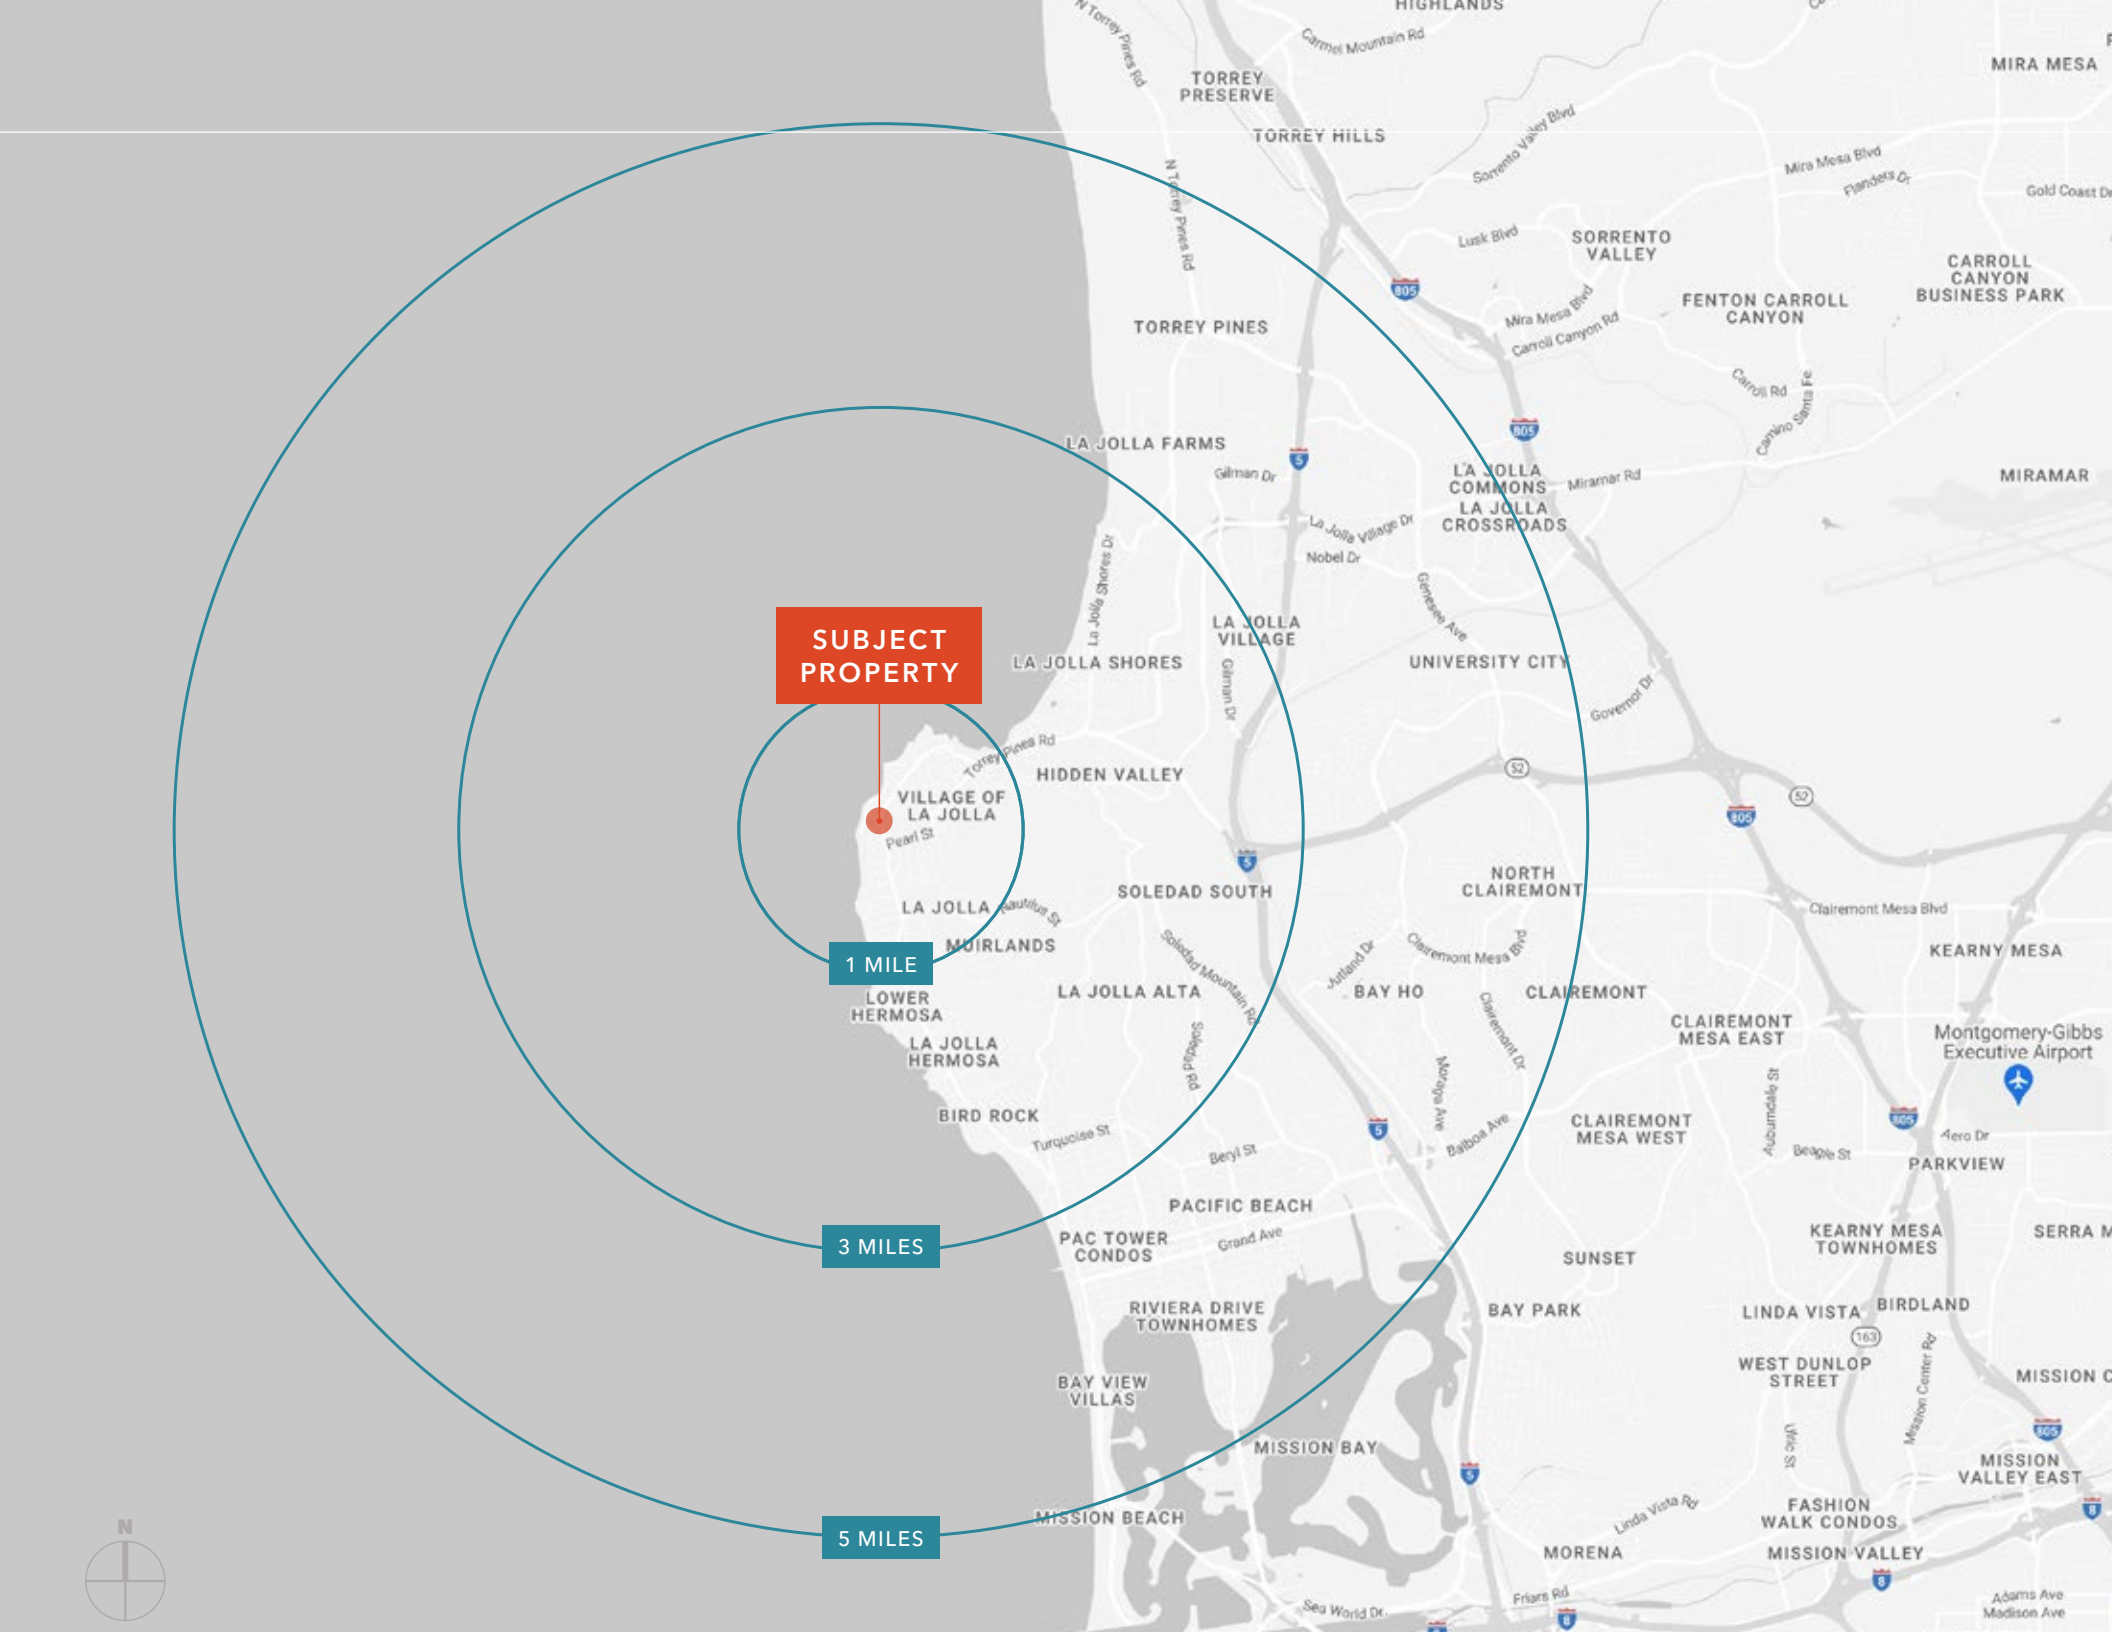 HIGHLANDS
N Torrey Pines Rd
Carmel Mountain Rd
MIRA MESA
TORREY
PRESERVE
TORREY HILLS
Sorrento Valley Blvd
Mira Mesa Blvd
Flanders Dr
Gold Coast Dr
N Torrey Pines Rd
Lusk Blvd
SORRENTO
VALLEY
CARROLL
CANYON
BUSINESS PARK
805
FENTON CARROLL
CANYON
Mira Mesa Blvd
Carroll Canyon Rd
TORREY PINES
Carroll Rd
Camino Santa Fe
805
LA JOLLA FARMS
5
Gilman Dr
LA JOLLA
COMMONS
Miramar Rd
MIRAMAR
LA JOLLA
CROSSROADS
La Jolla Village Dr
Nobel Dr
La Jolla Shores Dr
Genesee Ave
SUBJECT
PROPERTY
LA JOLLA
VILLAGE
LA JOLLA SHORES
UNIVERSITY CITY
Gilman Dr
Governor Dr
Torrey Pines Rd
HIDDEN VALLEY
52
52
VILLAGE OF
LA JOLLA
805
Pearl St
5
SOLEDAD SOUTH
NORTH
CLAIREMONT
LA JOLLA
Nautilus St
Clairemont Mesa Blvd
MUIRLANDS
Soledad Mountain Rd
Jutland Dr
Clairemont Mesa Blvd
KEARNY MESA
1 MILE
LOWER
HERMOSA
LA JOLLA ALTA
BAY HO
CLAIREMONT
Clairemont Dr
CLAIREMONT
MESA EAST
Montgomery-Gibbs
Executive Airport
LA JOLLA
HERMOSA
Soledad Rd
Moraga Ave
Auburndale St
BIRD ROCK
Turquoise St
5
Balboa Ave
CLAIREMONT
MESA WEST
805
Aero Dr
Beryl St
Beagle St
PARKVIEW
PACIFIC BEACH
3 MILES
PAC TOWER
CONDOS
Grand Ave
SUNSET
KEARNY MESA
TOWNHOMES
SERRA M
RIVIERA DRIVE
TOWNHOMES
BAY PARK
LINDA VISTA
BIRDLAND
163
Mission Center Rd
BAY VIEW
VILLAS
WEST DUNLOP
STREET
MISSION C
Ulric St
805
MISSION BAY
5
MISSION
VALLEY EAST
N
5 MILES
MISSION BEACH
Linda Vista Rd
FASHION
WALK CONDOS
8
MORENA
MISSION VALLEY
8
Sea World Dr
Friars Rd
8
Adams Ave
Madison Ave